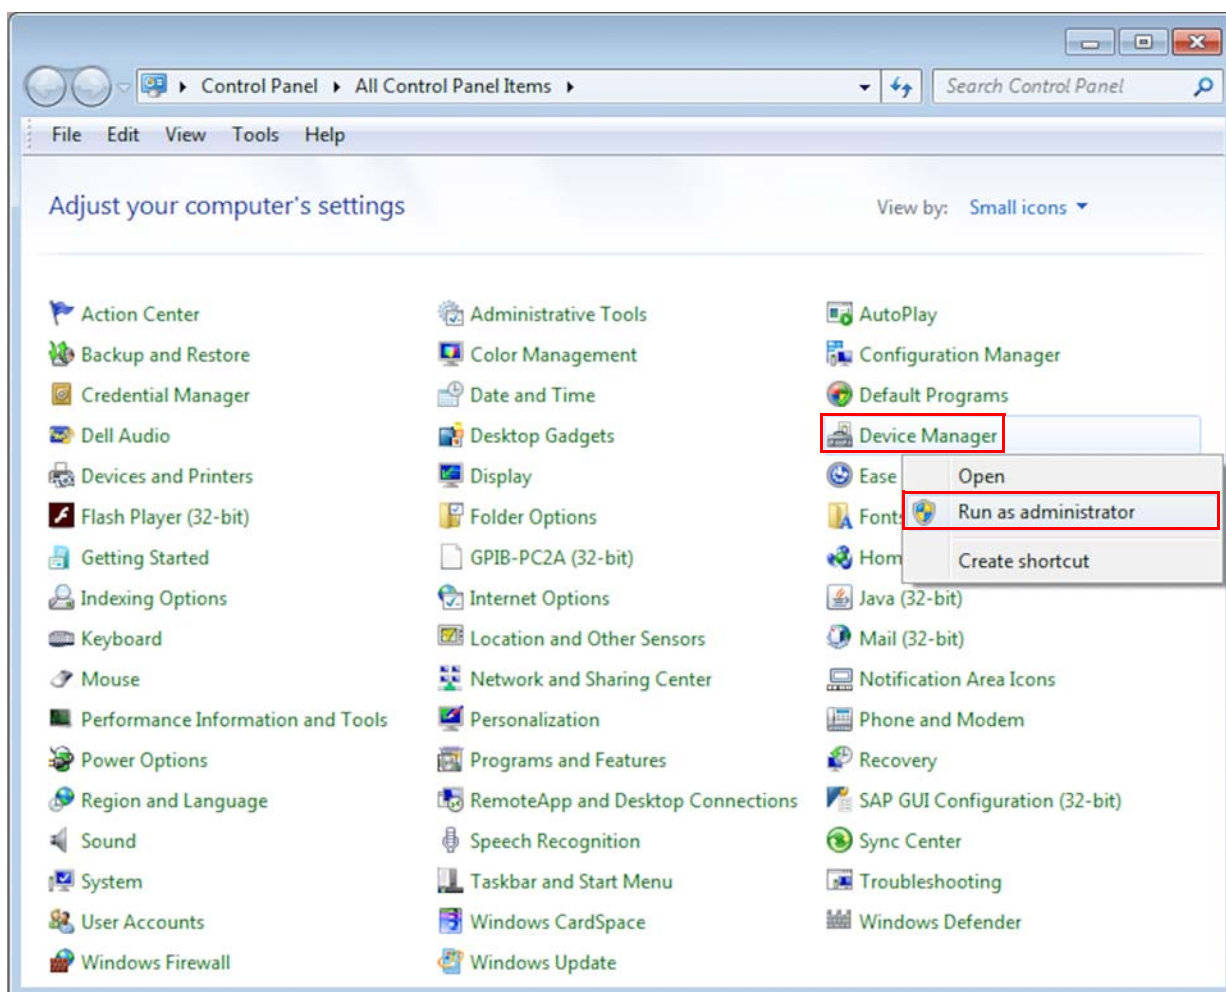 Control Panel All Control Panel Items Search Control Panel
File Edit View Tools Help
Adjust your computer's settings View by: Small icons
Action Center Administrative Tools AutoPlay
Backup and Restore Color Management Configuration Manager
Credential Manager Date and Time Default Programs
Dell Audio Desktop Gadgets Device Manager
Devices and Printers Display Ease Open
Flash Player (32-bit) Folder Options Font Run as administrator
Getting Started GPIB-PC2A (32-bit) Hom Create shortcut
Indexing Options Internet Options Java (32-bit)
Keyboard Location and Other Sensors Mail (32-bit)
Mouse Network and Sharing Center Notification Area Icons
Performance Information and Tools Personalization Phone and Modem
Power Options Programs and Features Recovery
Region and Language RemoteApp and Desktop Connections SAP GUI Configuration (32-bit)
Sound Speech Recognition Sync Center
System Taskbar and Start Menu Troubleshooting
User Accounts Windows CardSpace Windows Defender
Windows Firewall Windows Update